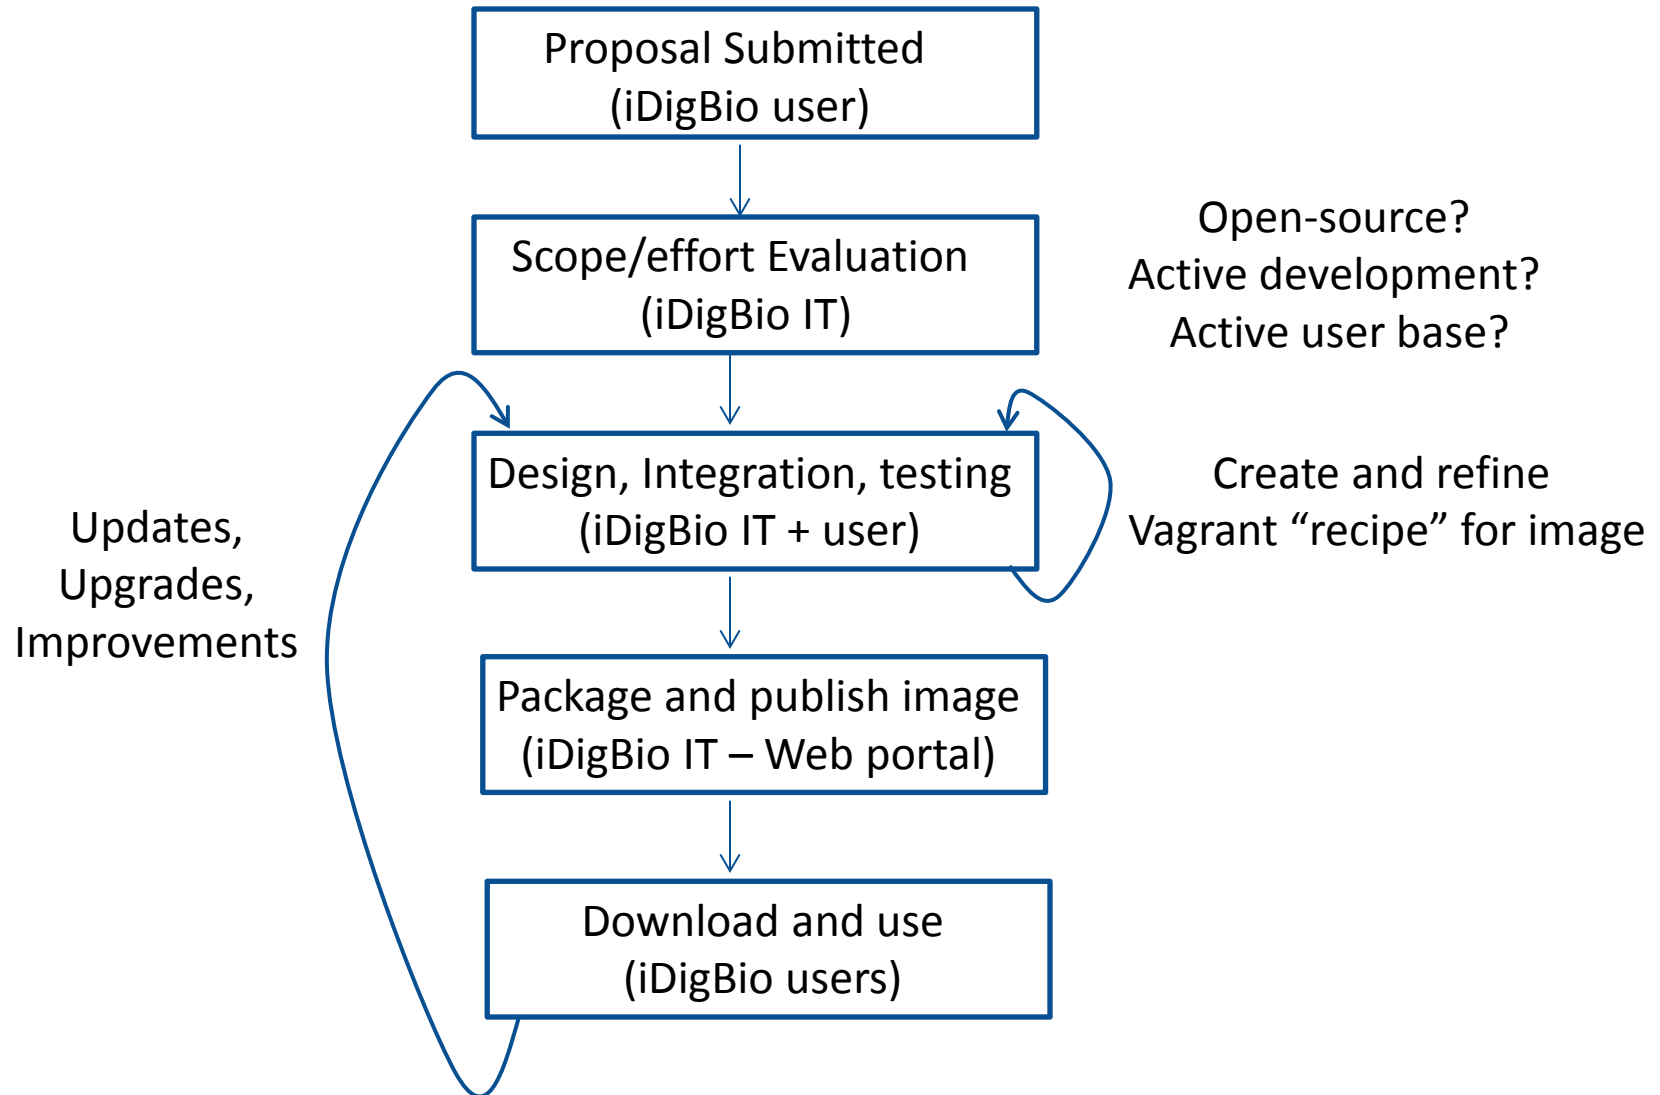 Proposal Submitted
(iDigBio user)
Scope/effort Evaluation
(iDigBio IT)
Open-source?
Active development?
Active user base?
Design, Integration, testing
(iDigBio IT + user)
Create and refine
Vagrant “recipe” for image
Updates,
Upgrades,
Improvements
Package and publish image
(iDigBio IT – Web portal)
Download and use
(iDigBio users)